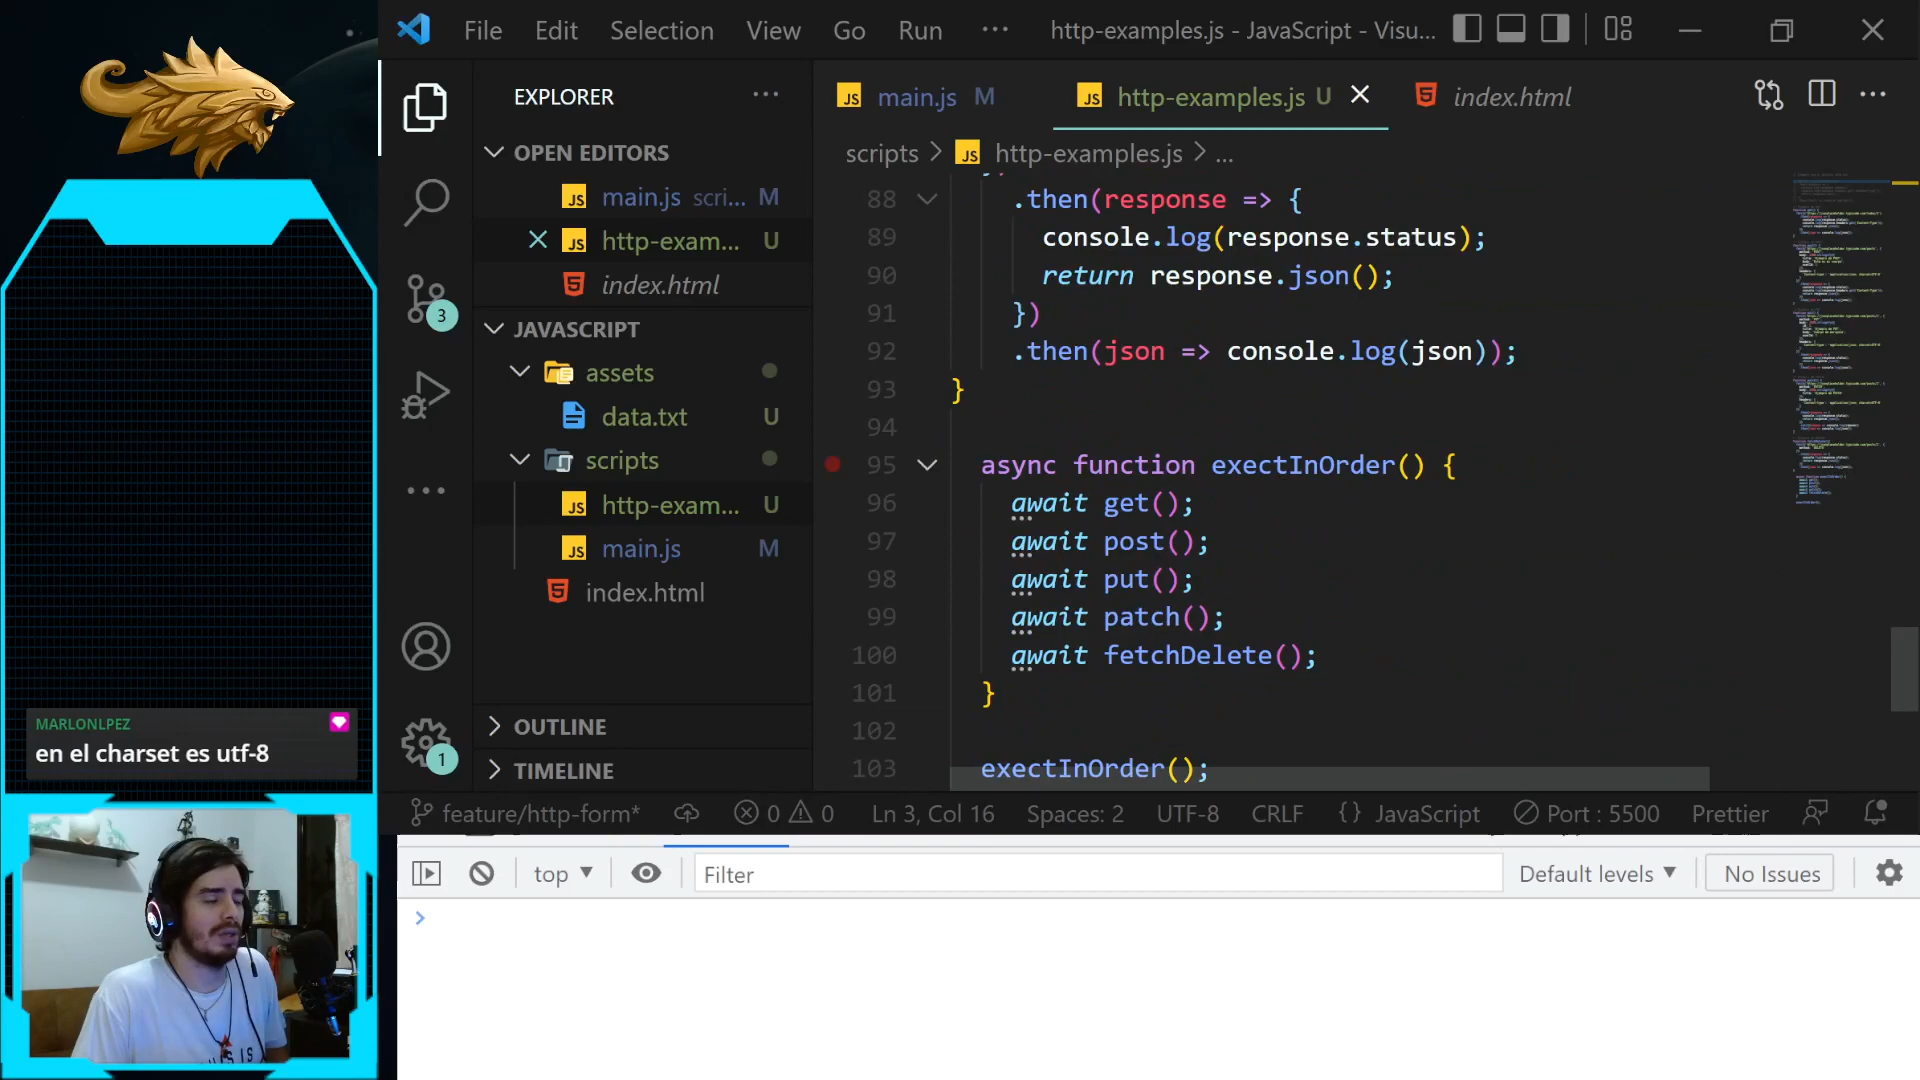 File Edit Selection View Go Run ··· http-examples.js - JavaScript - Visu...
EXPLORER ···
OPEN EDITORS
main.js scri... M
http-exam... U
index.html
JAVASCRIPT
assets
data.txt U
scripts
http-exam... U
main.js M
index.html
OUTLINE
TIMELINE
3
1
main.js M http-examples.js U index.html
scripts > http-examples.js > ...
88 .then(response => {
89 console.log(response.status);
90 return response.json();
91 })
92 .then(json => console.log(json));
93 }
94
95 async function exectInOrder() {
96 await get();
97 await post();
98 await put();
99 await patch();
100 await fetchDelete();
101 }
102
103 exectInOrder();
feature/http-form* 0 0 Ln 3, Col 16 Spaces: 2 UTF-8 CRLF {} JavaScript Port : 5500 Prettier
top Filter Default levels No Issues
>
MARLONLPEZ
en el charset es utf-8